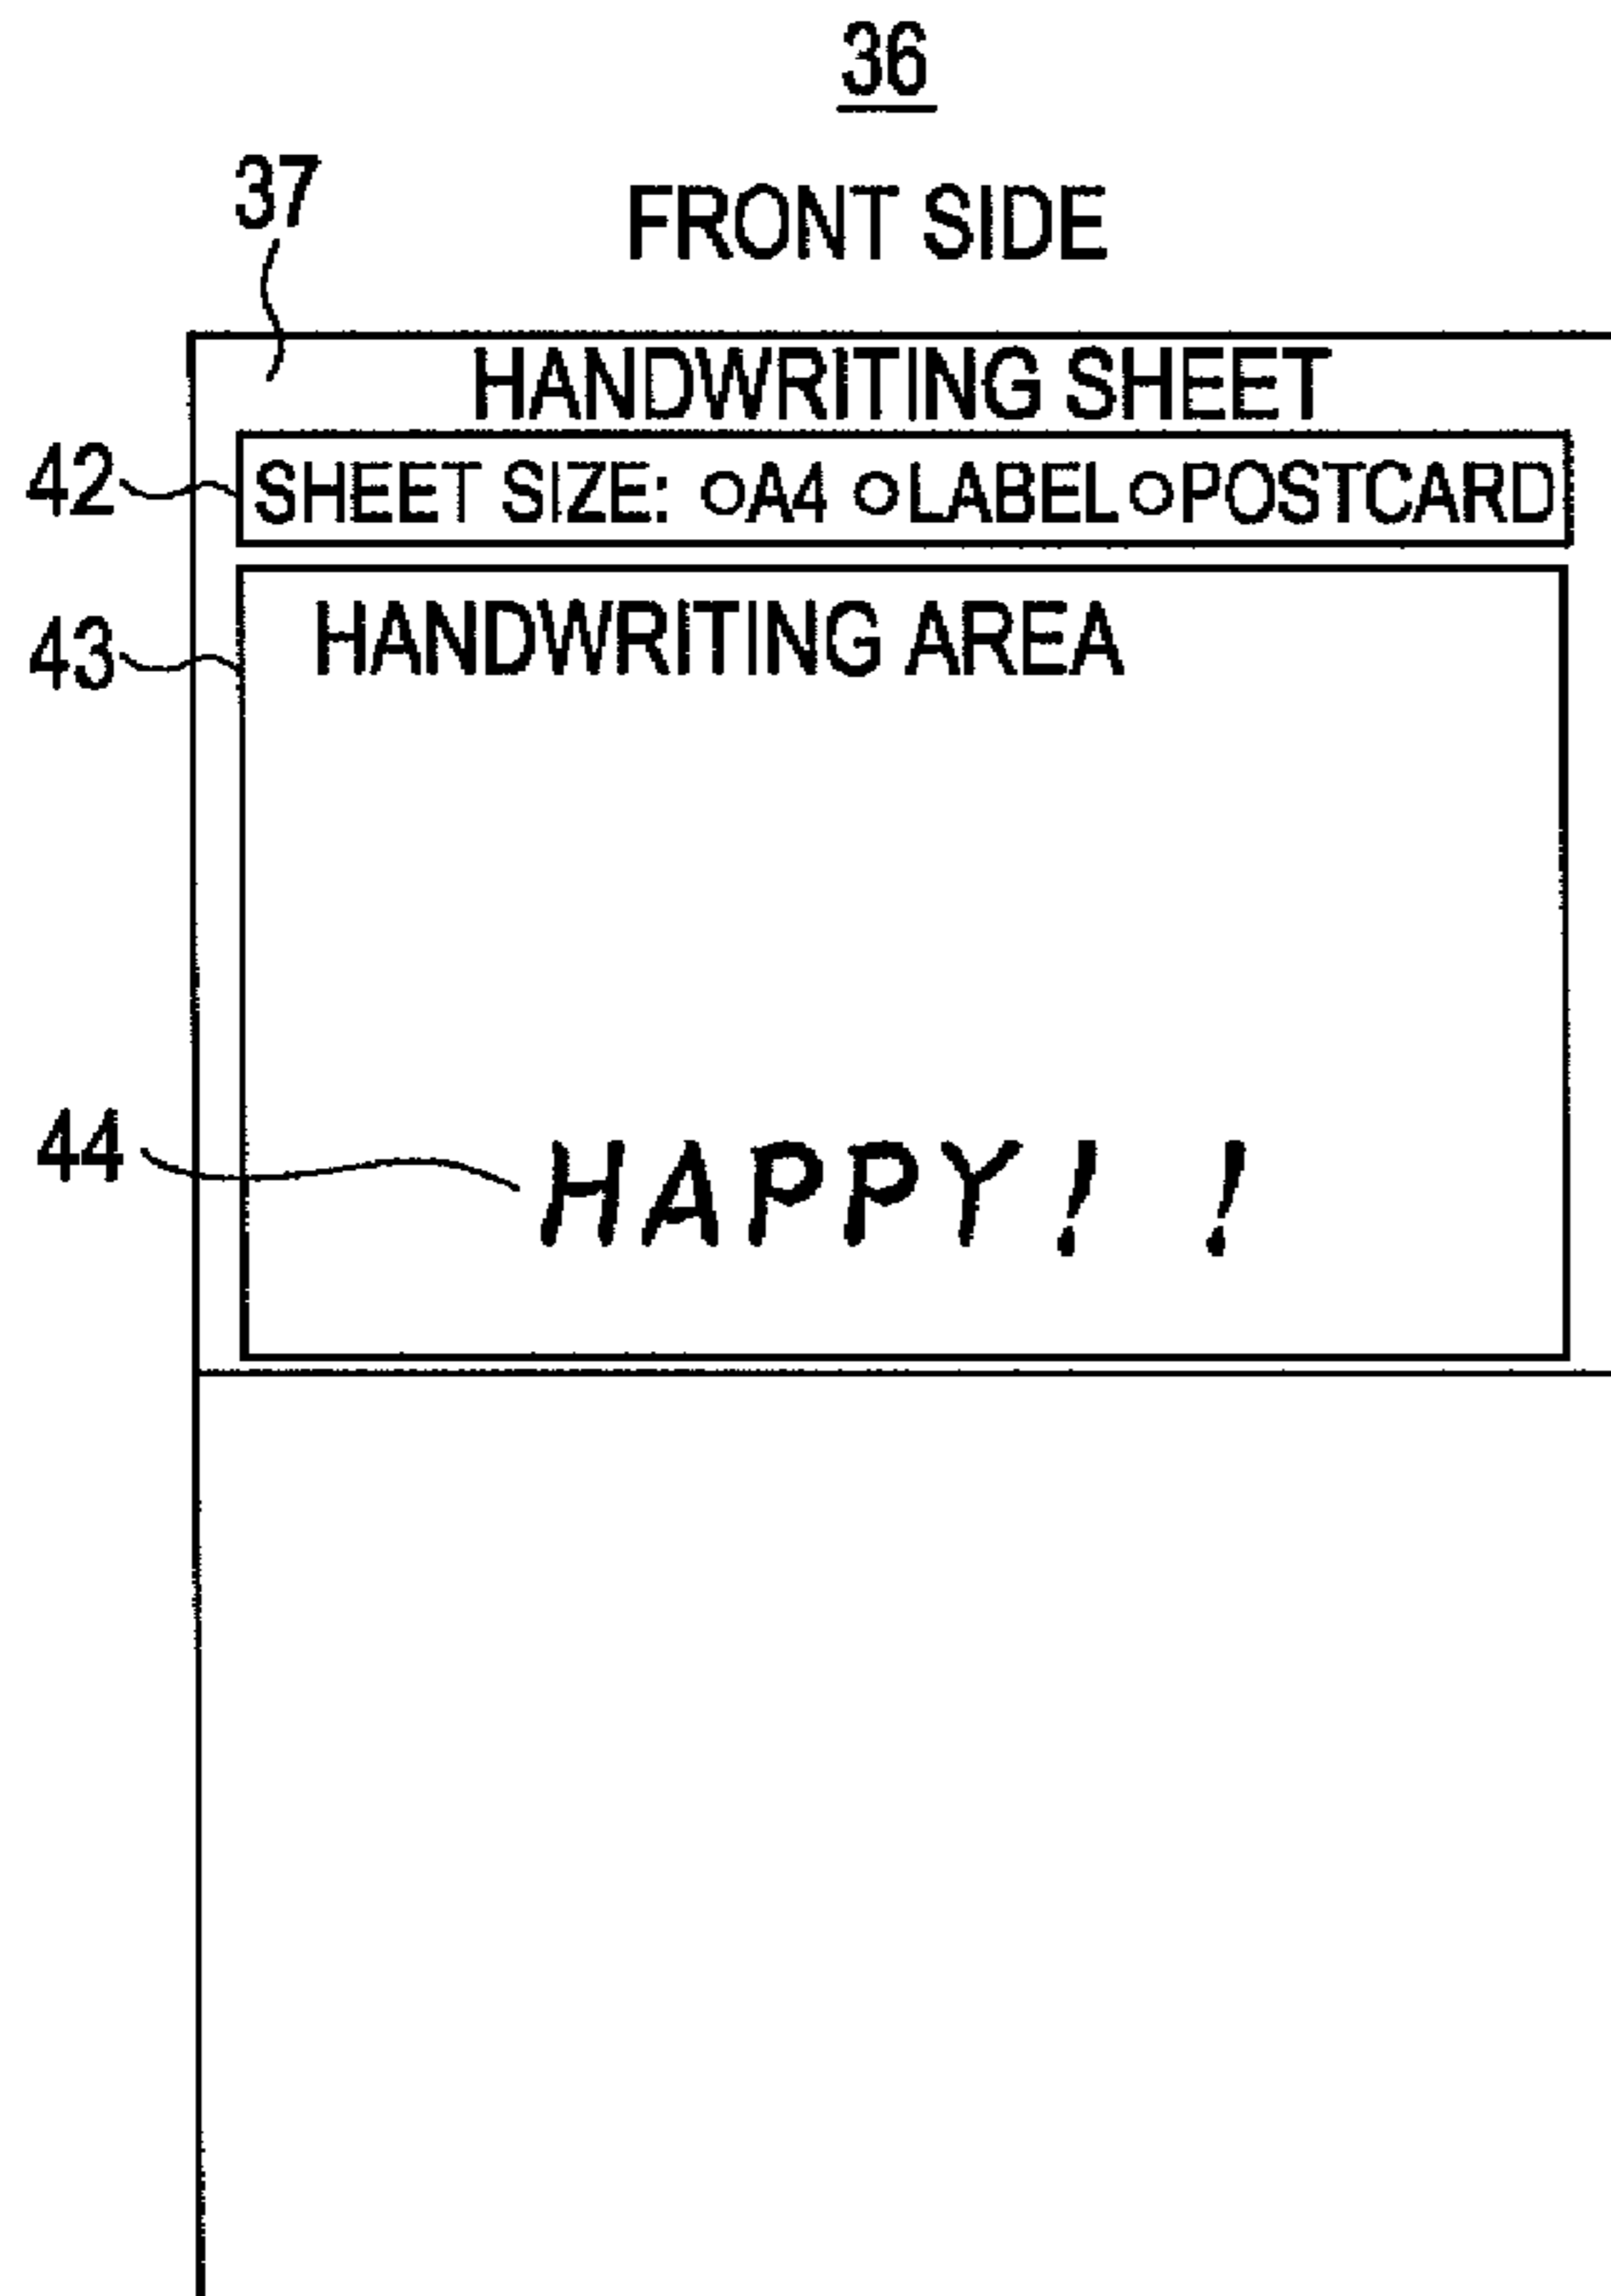 36
37
FRONT SIDE
HANDWRITING SHEET
42
SHEET SIZE: ○A4 ○LABEL ○POSTCARD
43
HANDWRITING AREA
44
HAPPY! !